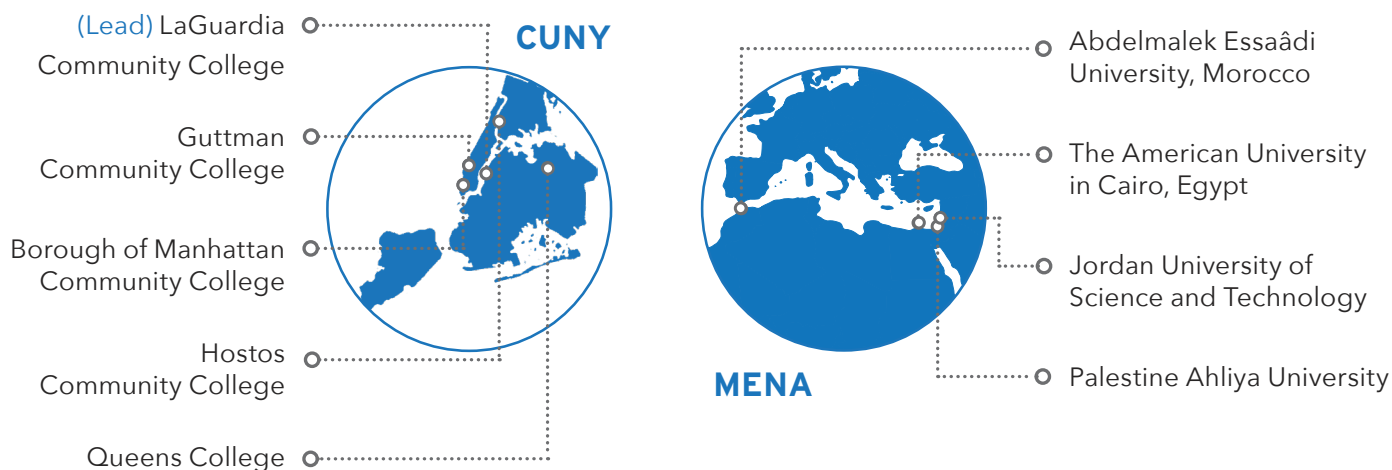 (Lead) LaGuardia
Community College
Guttman
Community College
Borough of Manhattan
Community College
Hostos
Community College
Queens College
CUNY
MENA
Abdelmalek Essaâdi
University, Morocco
The American University
in Cairo, Egypt
Jordan University of
Science and Technology
Palestine Ahliya University